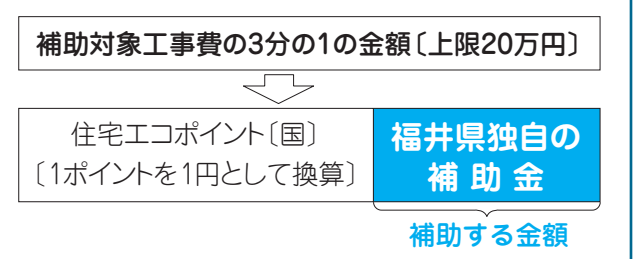 補助対象工事費の3分の1の金額〔上限20万円〕
住宅エコポイント〔国〕
〔1ポイントを1円として換算〕
福井県独自の
補助金
補助する金額